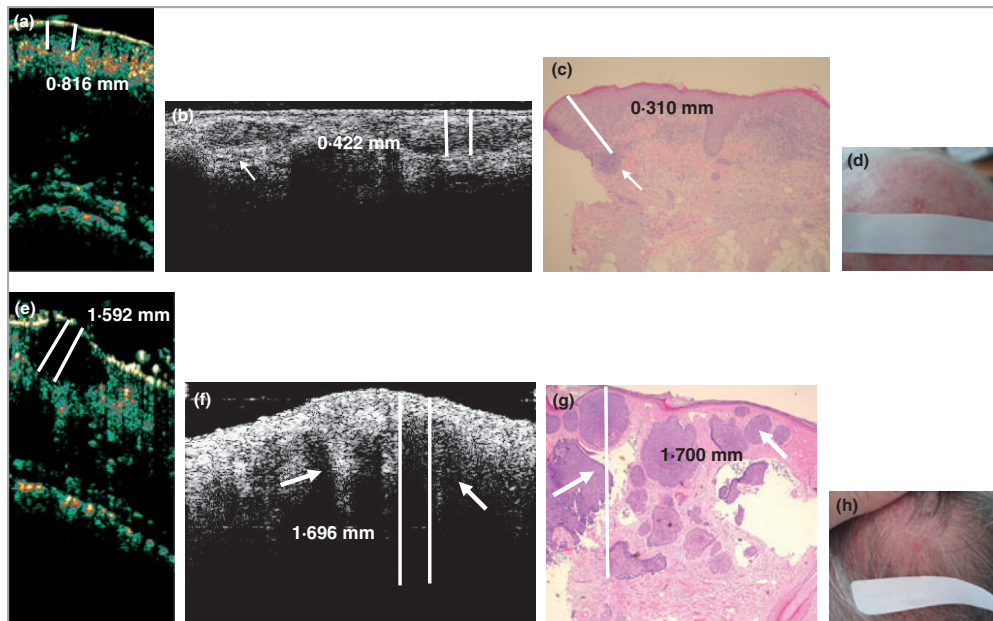 (a)
0·816 mm
(b)
0·422 mm
(c)
0·310 mm
(d)
(e)
1·592 mm
(f)
1·696 mm
(g)
1·700 mm
(h)